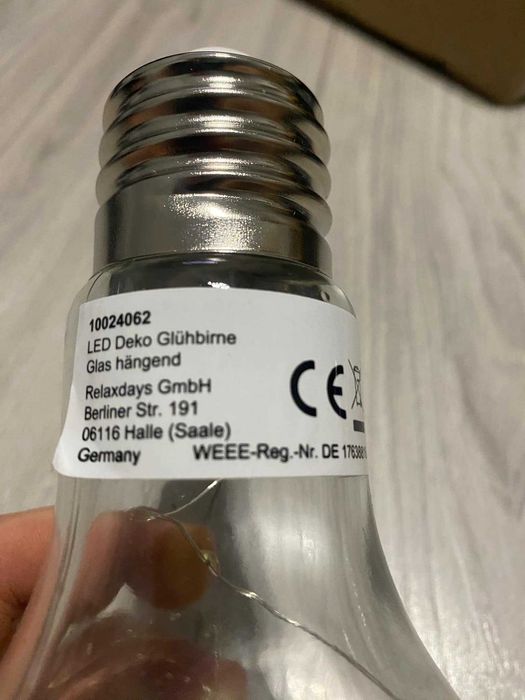 10024062
LED Deko Glühbirne
Glas hängend
Relaxdays GmbH
Berliner Str. 191
06116 Halle (Saale)
Germany
CE
WEEE-Reg.-Nr. DE